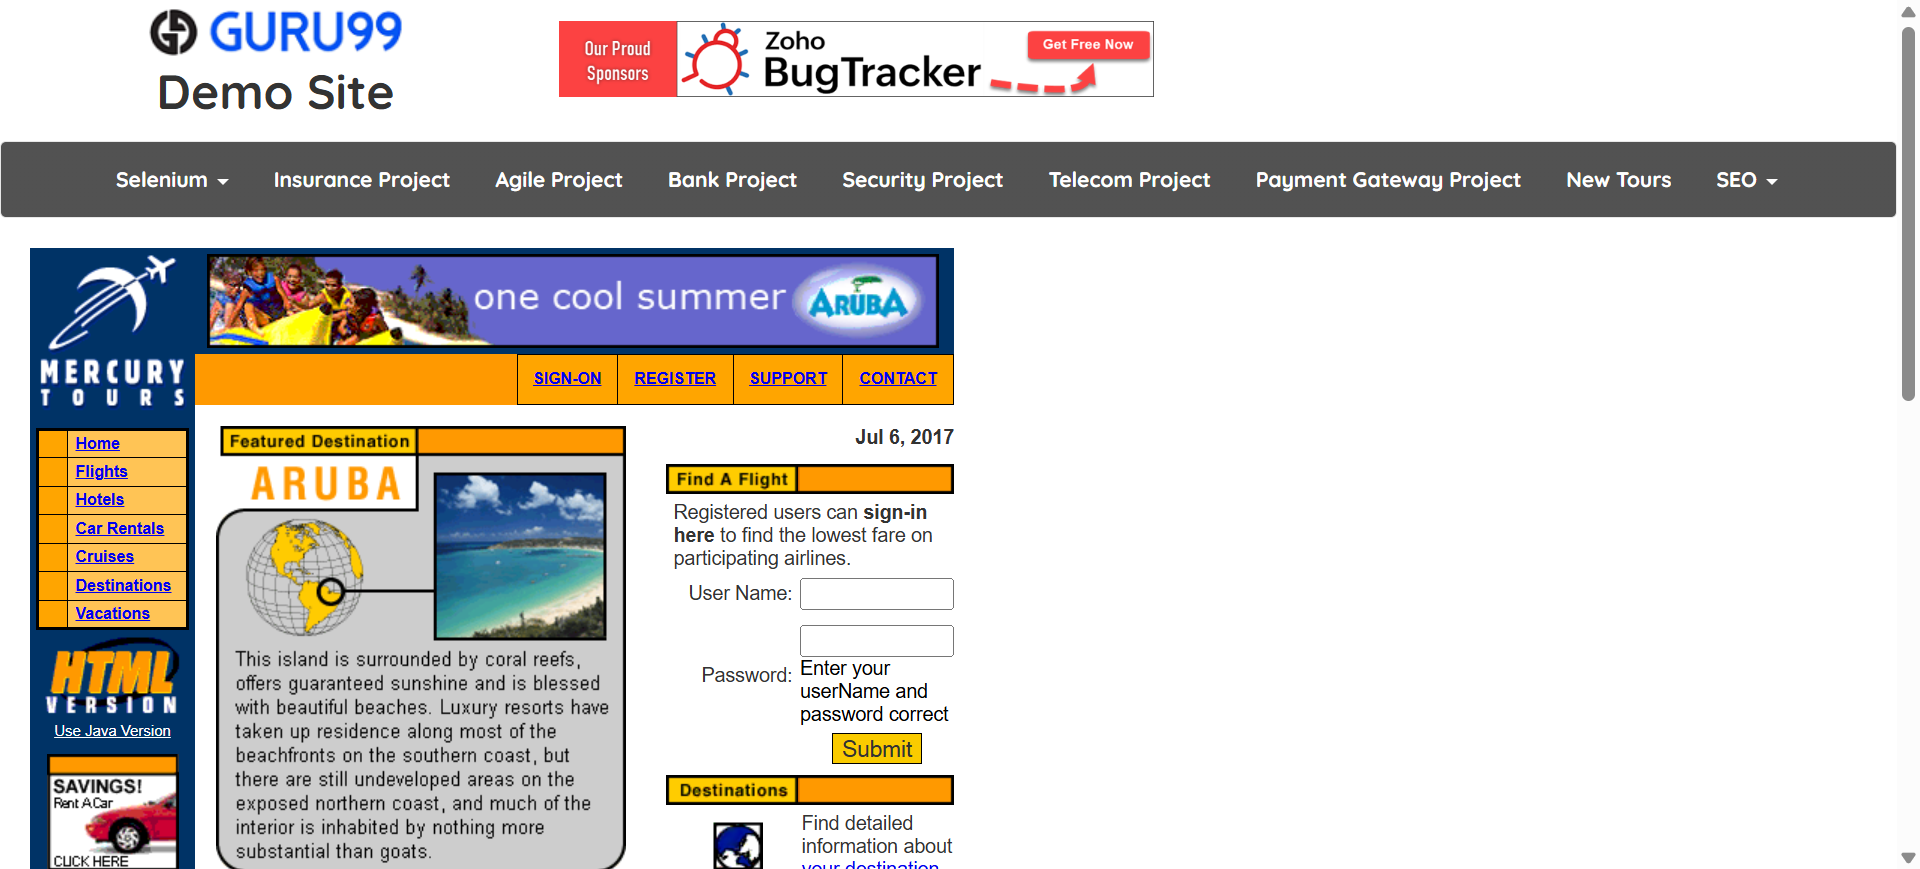 GURU99
Demo Site
Our Proud
Sponsors
Zoho
BugTracker
Get Free Now
Selenium
Insurance Project
Agile Project
Bank Project
Security Project
Telecom Project
Payment Gateway Project
New Tours
SEO
MERCURY
TOURS
one cool summer
ARUBA
SIGN-ON
REGISTER
SUPPORT
CONTACT
Home
Flights
Hotels
Car Rentals
Cruises
Destinations
Vacations
HTML
VERSION
Use Java Version
SAVINGS!
Rent A Car
CLICK HERE
Featured Destination
ARUBA
This island is surrounded by coral reefs,
offers guaranteed sunshine and is blessed
with beautiful beaches. Luxury resorts have
taken up residence along most of the
beachfronts on the southern coast, but
there are still undeveloped areas on the
exposed northern coast, and much of the
interior is inhabited by nothing more
substantial than goats.
Jul 6, 2017
Find A Flight
Registered users can sign-in
here to find the lowest fare on
participating airlines.
User Name:
Password:
Enter your
userName and
password correct
Submit
Destinations
Find detailed
information about
your destination